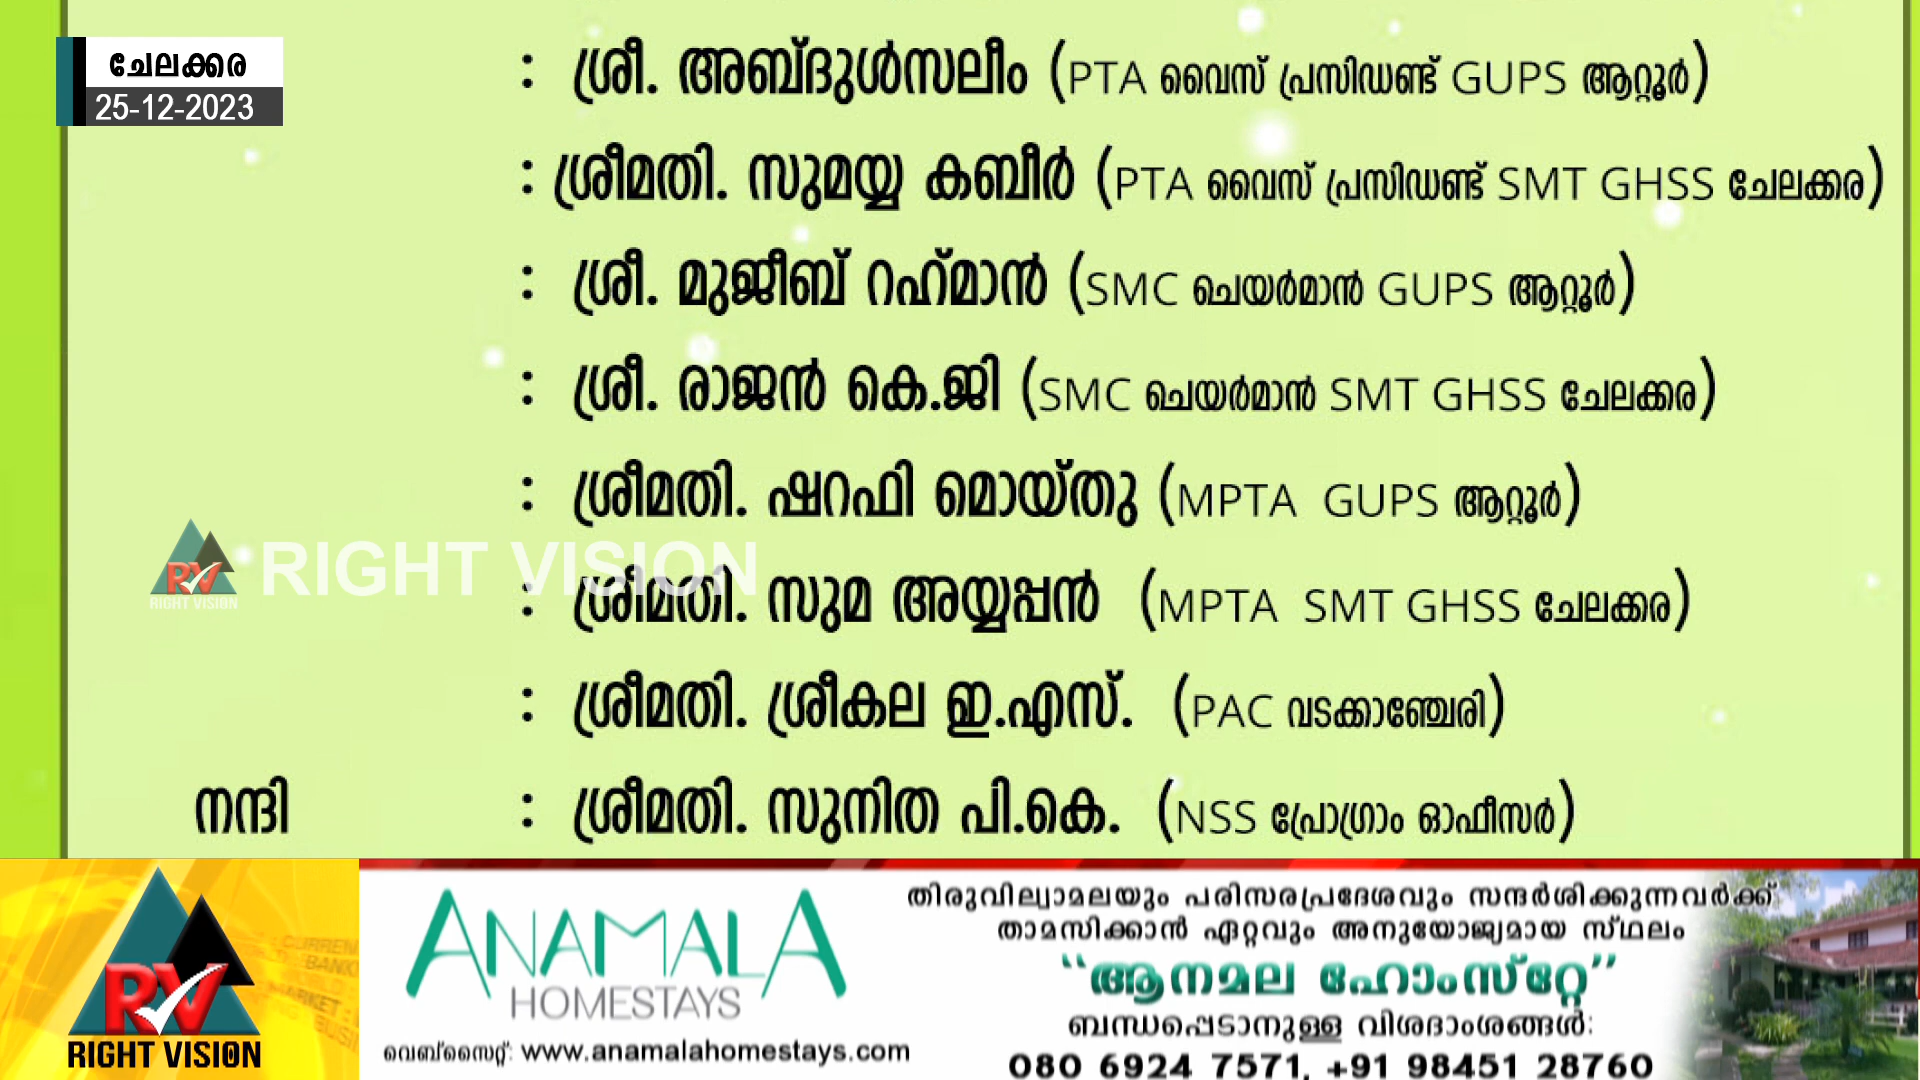 ചേലക്കര
25-12-2023
: ശ്രീ. അബ്ദുൾസലീം (PTA വൈസ് പ്രസിഡണ്ട് GUPS ആറ്റൂർ)
: ശ്രീമതി. സുമയ്യ കബീർ (PTA വൈസ് പ്രസിഡണ്ട് SMT GHSS ചേലക്കര)
: ശ്രീ. മുജീബ് റഹ്‌മാൻ (SMC ചെയർമാൻ GUPS ആറ്റൂർ)
: ശ്രീ. രാജൻ കെ.ജി (SMC ചെയർമാൻ SMT GHSS ചേലക്കര)
: ശ്രീമതി. ഷറഫി മൊയ്തു (MPTA GUPS ആറ്റൂർ)
RV RIGHT VISION
RIGHT VISION
: ശ്രീമതി. സുമ അയ്യപ്പൻ (MPTA SMT GHSS ചേലക്കര)
: ശ്രീമതി. ശ്രീകല ഇ.എസ്. (PAC വടക്കാഞ്ചേരി)
നന്ദി : ശ്രീമതി. സുനിത പി.കെ. (NSS പ്രോഗ്രാം ഓഫീസർ)
RV
RIGHT VISION
ANAMALA
HOMESTAYS
വെബ്സൈറ്റ്: www.anamalahomestays.com
തിരുവില്വാമലയും പരിസരപ്രദേശവും സന്ദർശിക്കുന്നവർക്ക്
താമസിക്കാൻ ഏറ്റവും അനുയോജ്യമായ സ്ഥലം
“ആനമല ഹോംസ്റ്റേ”
ബന്ധപ്പെടാനുള്ള വിശദാംശങ്ങൾ:
080 6924 7571, +91 98451 28760